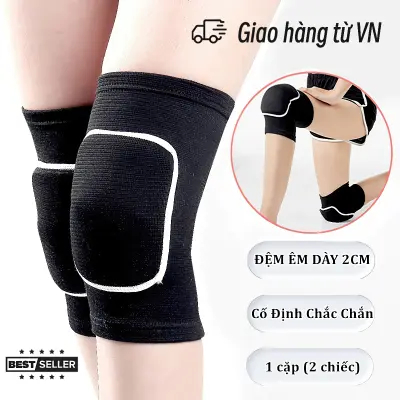 Giao hàng từ VN
ĐỆM ÊM DÀY 2CM
Cố Định Chắc Chắn
1 cặp (2 chiếc)
BEST SELLER